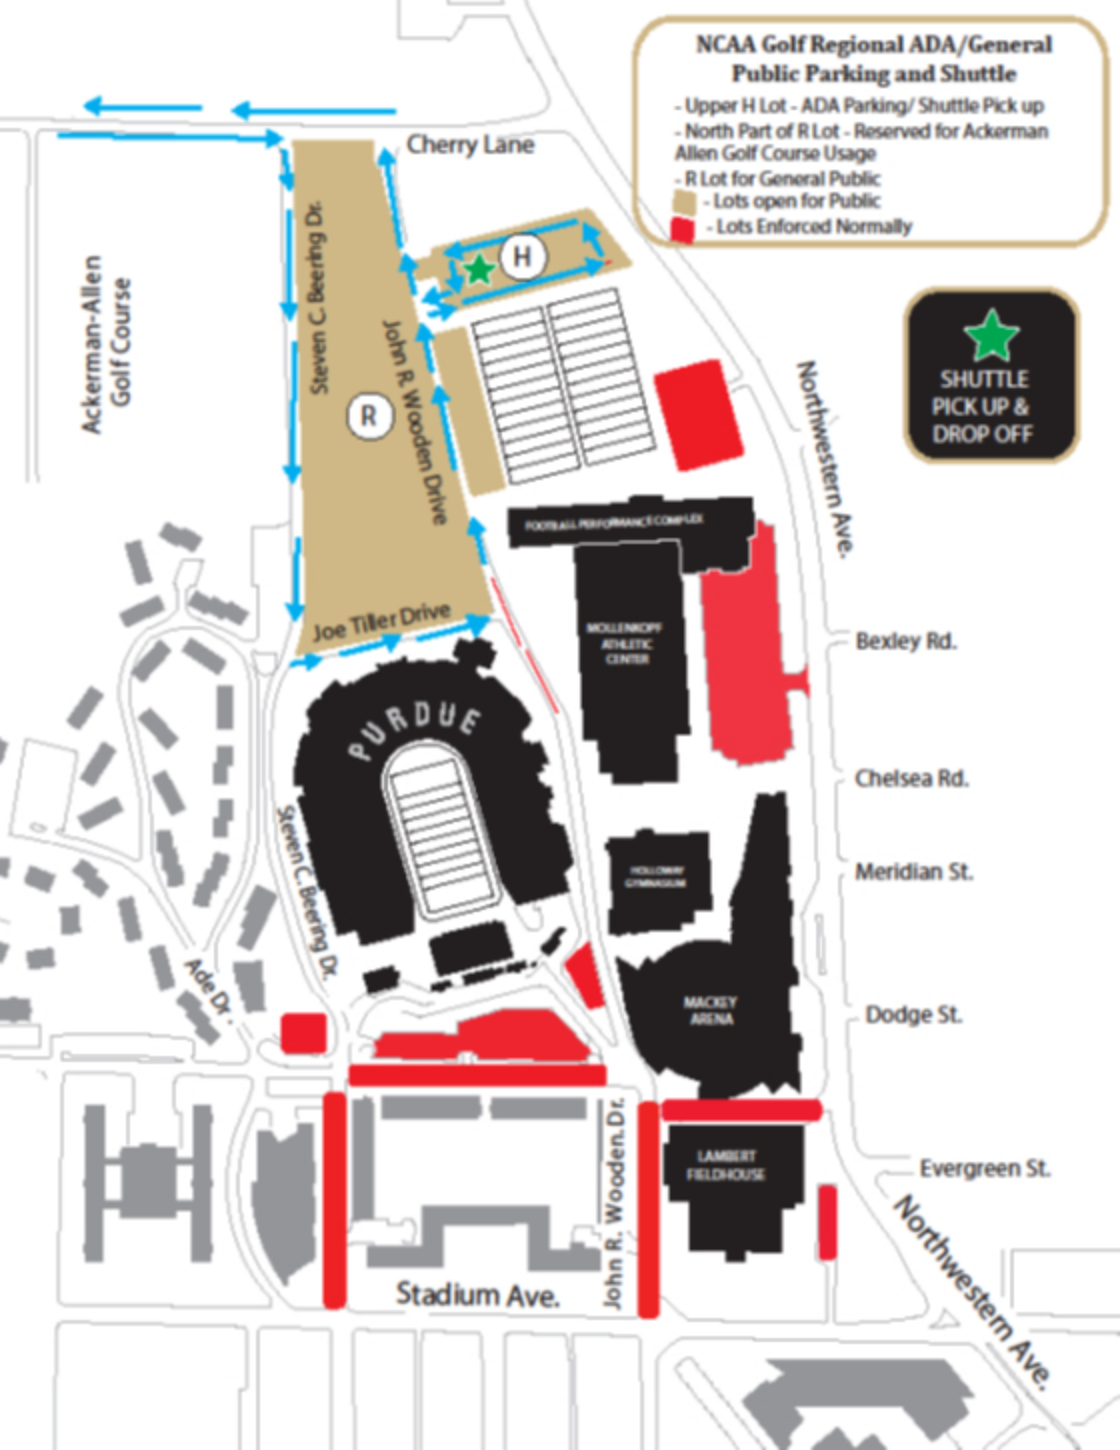 NCAA Golf Regional ADA/General
Public Parking and Shuttle
- Upper H Lot - ADA Parking/ Shuttle Pick up
- North Part of R Lot - Reserved for Ackerman
Allen Golf Course Usage
- R Lot for General Public
- Lots open for Public
- Lots Enforced Normally
Cherry Lane
Steven C. Beering Dr.
H
Ackerman-Allen
Golf Course
SHUTTLE
PICK UP &
DROP OFF
John R. Wooden Drive
R
Northwestern Ave.
FOOTBALL PERFORMANCE COMPLEX
Joe Tiller Drive
MOLLENKOPF
ATHLETIC
CENTER
Bexley Rd.
PURDUE
Chelsea Rd.
Steven C. Beering Dr.
HOLLOWAY
GYMNASIUM
Meridian St.
Ade Dr.
MACKEY
ARENA
Dodge St.
John R. Wooden Dr.
LAMBERT
FIELDHOUSE
Evergreen St.
Stadium Ave.
Northwestern Ave.